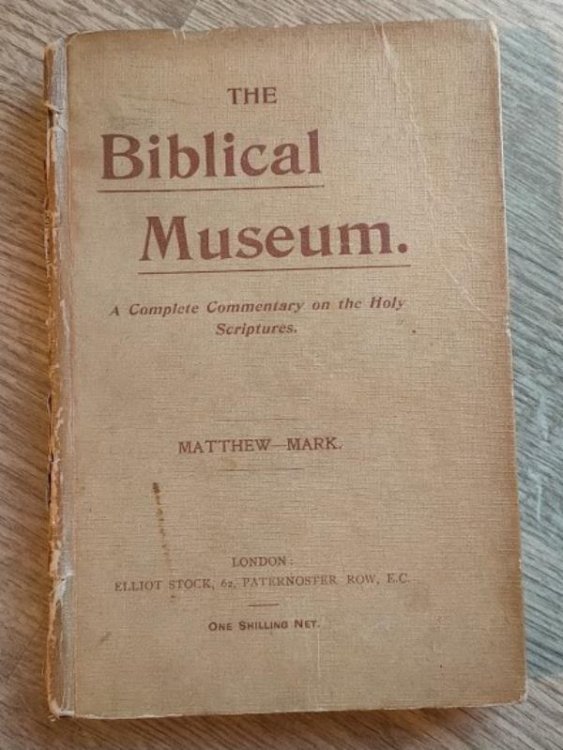 THE
Biblical
Museum.
A Complete Commentary on the Holy
Scriptures.
MATTHEW—MARK.
LONDON:
ELLIOT STOCK, 62, PATERNOSTER ROW, E.C.
ONE SHILLING NET.